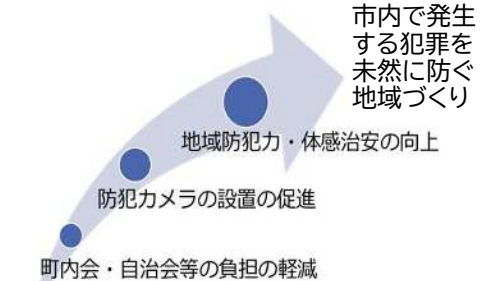 市内で発生
する犯罪を
未然に防ぐ
地域づくり
地域防犯力・体感治安の向上
防犯カメラの設置の促進
町内会・自治会等の負担の軽減